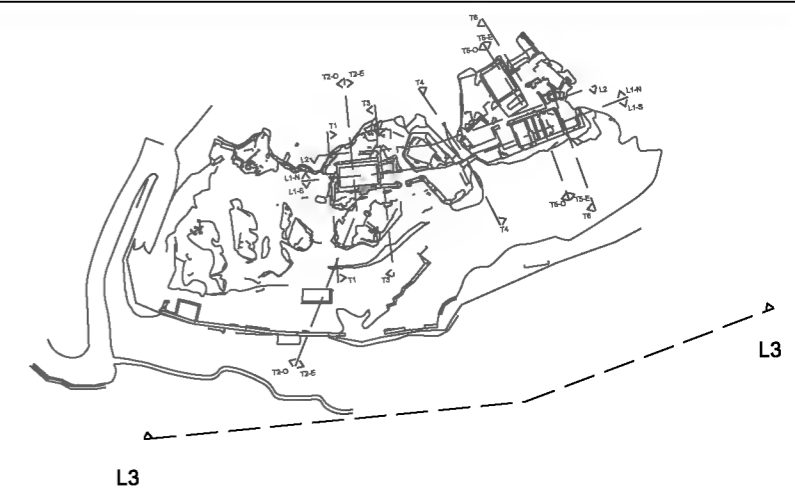 T6
T5-E
T5-O
T2-O T2-E
T4
T3
L2
L1-N
L1-S
T1
L2
L1-N
L1-S
T5-O T5-E
T6
T4
T1
T3
L3
T2-O T2-E
L3